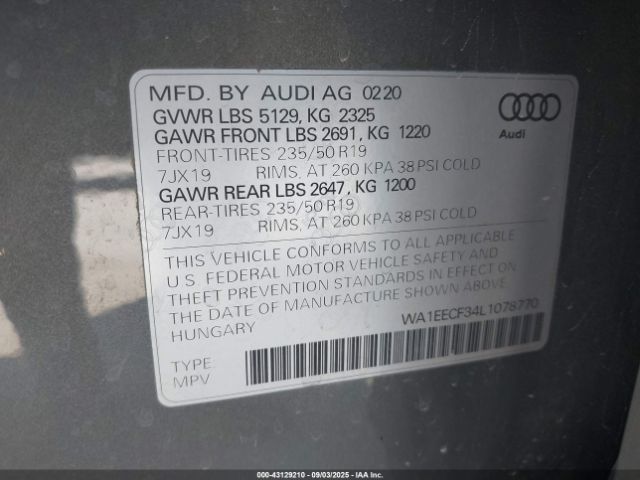 MFD. BY AUDI AG 0220
GVWR LBS 5129, KG 2325
GAWR FRONT LBS 2691, KG 1220
FRONT-TIRES 235/50 R19
7JX19 RIMS, AT 260 KPA 38 PSI COLD
GAWR REAR LBS 2647, KG 1200
REAR-TIRES 235/50 R19
7JX19 RIMS, AT 260 KPA 38 PSI COLD
Audi
THIS VEHICLE CONFORMS TO ALL APPLICABLE
U.S. FEDERAL MOTOR VEHICLE SAFETY AND
THEFT PREVENTION STANDARDS IN EFFECT ON
THE DATE OF MANUFACTURE SHOWN ABOVE.
HUNGARY
WA1EECF34L1078770
TYPE:
MPV
000-43129210 - 09/03/2025 - IAA Inc.